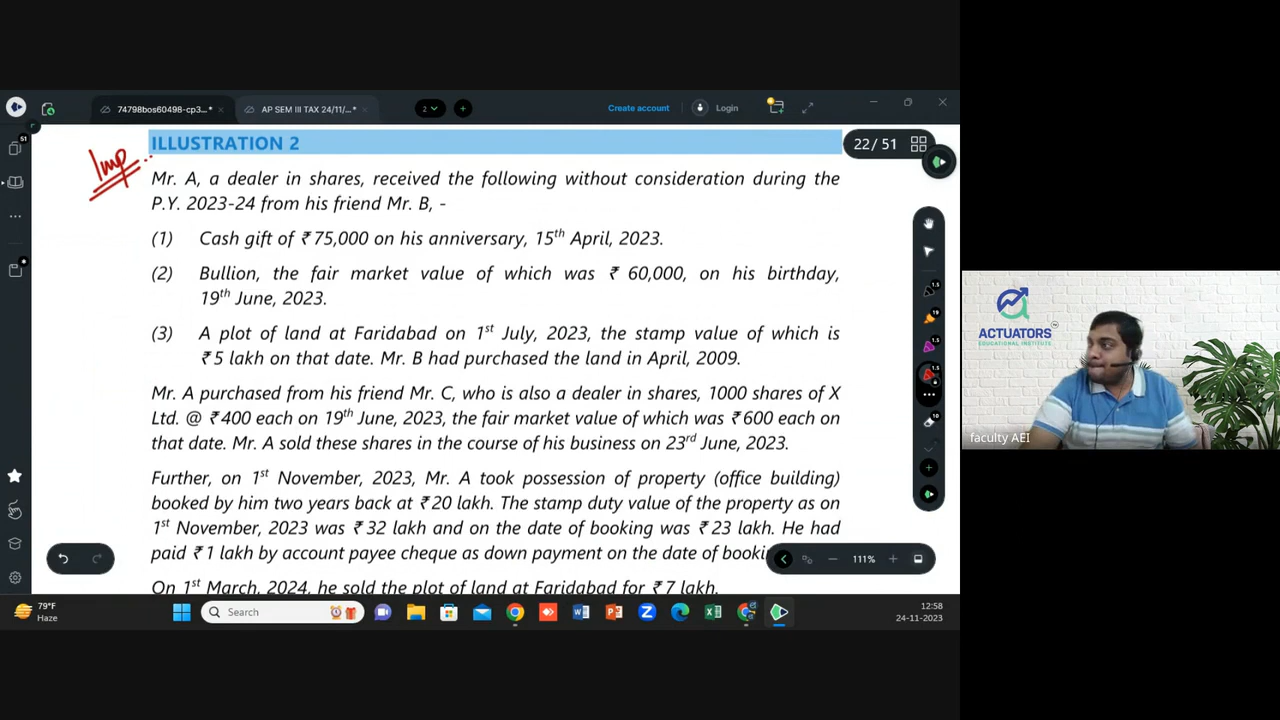 74798bos60498-cp3...*
AP SEM III TAX 24/11/...*
2
Create account
Login
51
ILLUSTRATION 2
22/ 51
Imp
Mr. A, a dealer in shares, received the following without consideration during the
P.Y. 2023-24 from his friend Mr. B, -
(1) Cash gift of ₹ 75,000 on his anniversary, 15th April, 2023.
(2) Bullion, the fair market value of which was ₹ 60,000, on his birthday,
19th June, 2023.
(3) A plot of land at Faridabad on 1st July, 2023, the stamp value of which is
₹ 5 lakh on that date. Mr. B had purchased the land in April, 2009.
Mr. A purchased from his friend Mr. C, who is also a dealer in shares, 1000 shares of X
Ltd. @ ₹ 400 each on 19th June, 2023, the fair market value of which was ₹ 600 each on
that date. Mr. A sold these shares in the course of his business on 23rd June, 2023.
Further, on 1st November, 2023, Mr. A took possession of property (office building)
booked by him two years back at ₹ 20 lakh. The stamp duty value of the property as on
1st November, 2023 was ₹ 32 lakh and on the date of booking was ₹ 23 lakh. He had
paid ₹ 1 lakh by account payee cheque as down payment on the date of booki
On 1st March, 2024, he sold the plot of land at Faridabad for ₹ 7 lakh.
1.5
19
1.5
1.5
10
111%
ACTUATORS
EDUCATIONAL INSTITUTE
faculty AEI
79°F
Haze
Search
12:58
24-11-2023